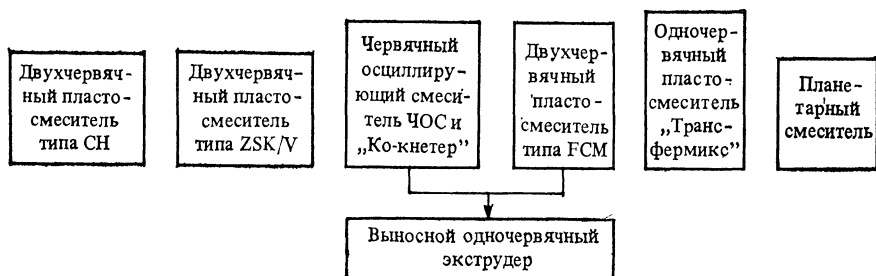 Двухчервяч-
ный пласто-
смеситель
типа СН
Двухчервяч-
ный пласто-
смеситель
типа ZSK/V
Червячный
осциллиру-
ющий смеси-
тель ЧОС и
„Ко-кнетер”
Двухчер-
вячный
пласто-
смеситель
типа FCM
Одночер-
вячный
пласто-
смеситель
„Транс-
фермикс”
Плане-
тарный
смеситель
Выносной одночервячный
экструдер